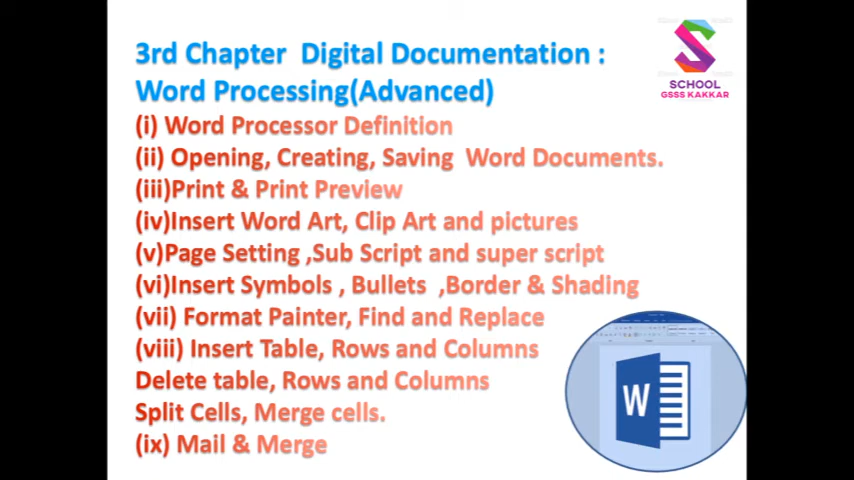 3rd Chapter Digital Documentation :
Word Processing(Advanced)
(i) Word Processor Definition
(ii) Opening, Creating, Saving Word Documents.
(iii)Print & Print Preview
(iv)Insert Word Art, Clip Art and pictures
(v)Page Setting ,Sub Script and super script
(vi)Insert Symbols , Bullets ,Border & Shading
(vii) Format Painter, Find and Replace
(viii) Insert Table, Rows and Columns
Delete table, Rows and Columns
Split Cells, Merge cells.
(ix) Mail & Merge
SCHOOL
GSSS KAKKAR
W